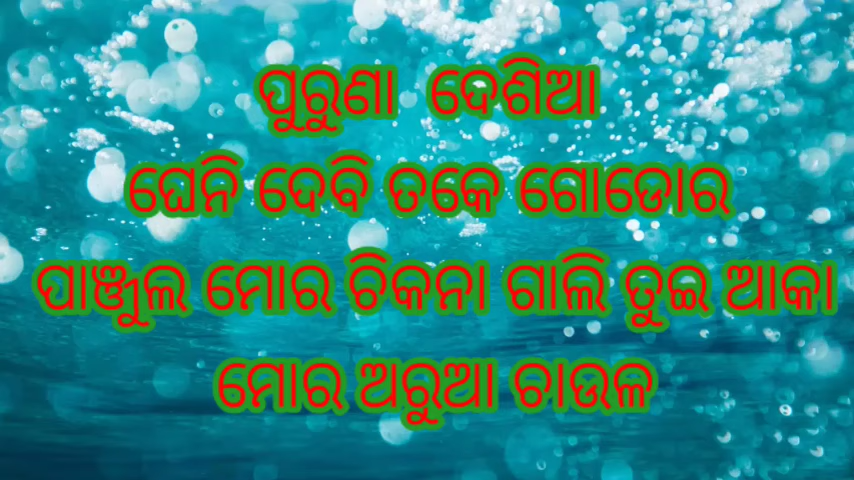 ପୁରୁଣା ଦେଶିଆ
ଘେନି ଦେବି ତକେ ଗୋଡୋର
ପାଞ୍ଜୁଲ ମୋର ଚିକନା ଗାଲି ତୁଇ ଆକା
ମୋର ଅରୁଆ ଚାଉଳ